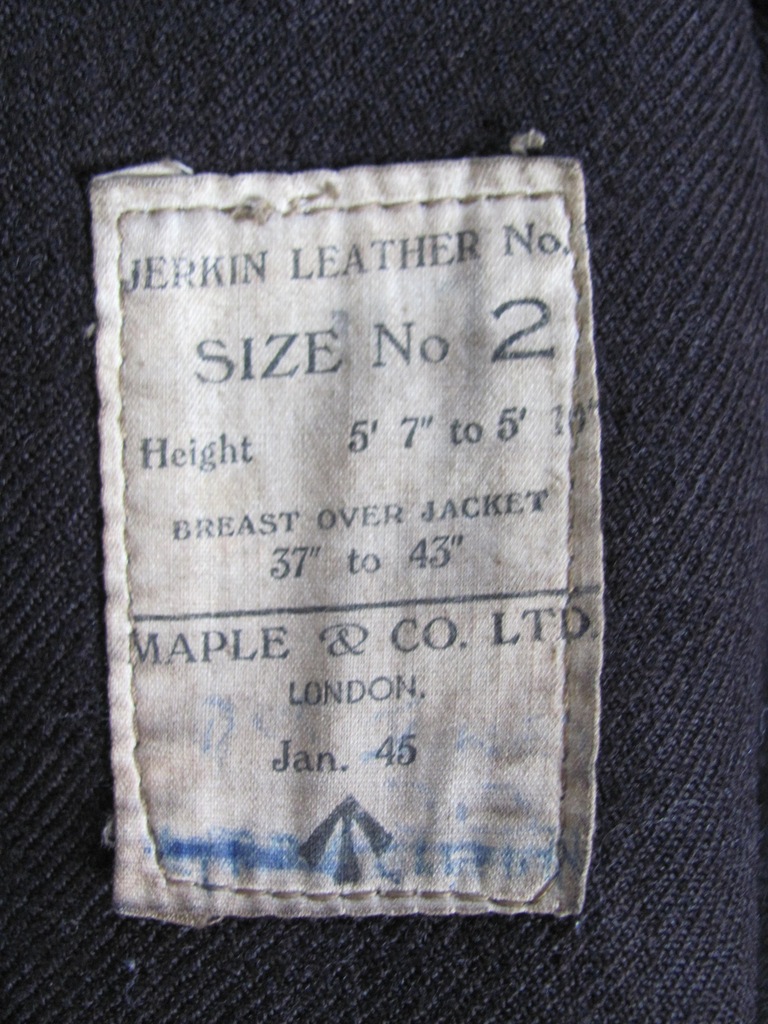 JERKIN LEATHER No.
SIZE No 2
Height 5' 7" to 5' 10"
BREAST OVER JACKET
37" to 43"
MAPLE & CO. LTD.
LONDON.
Jan. 45